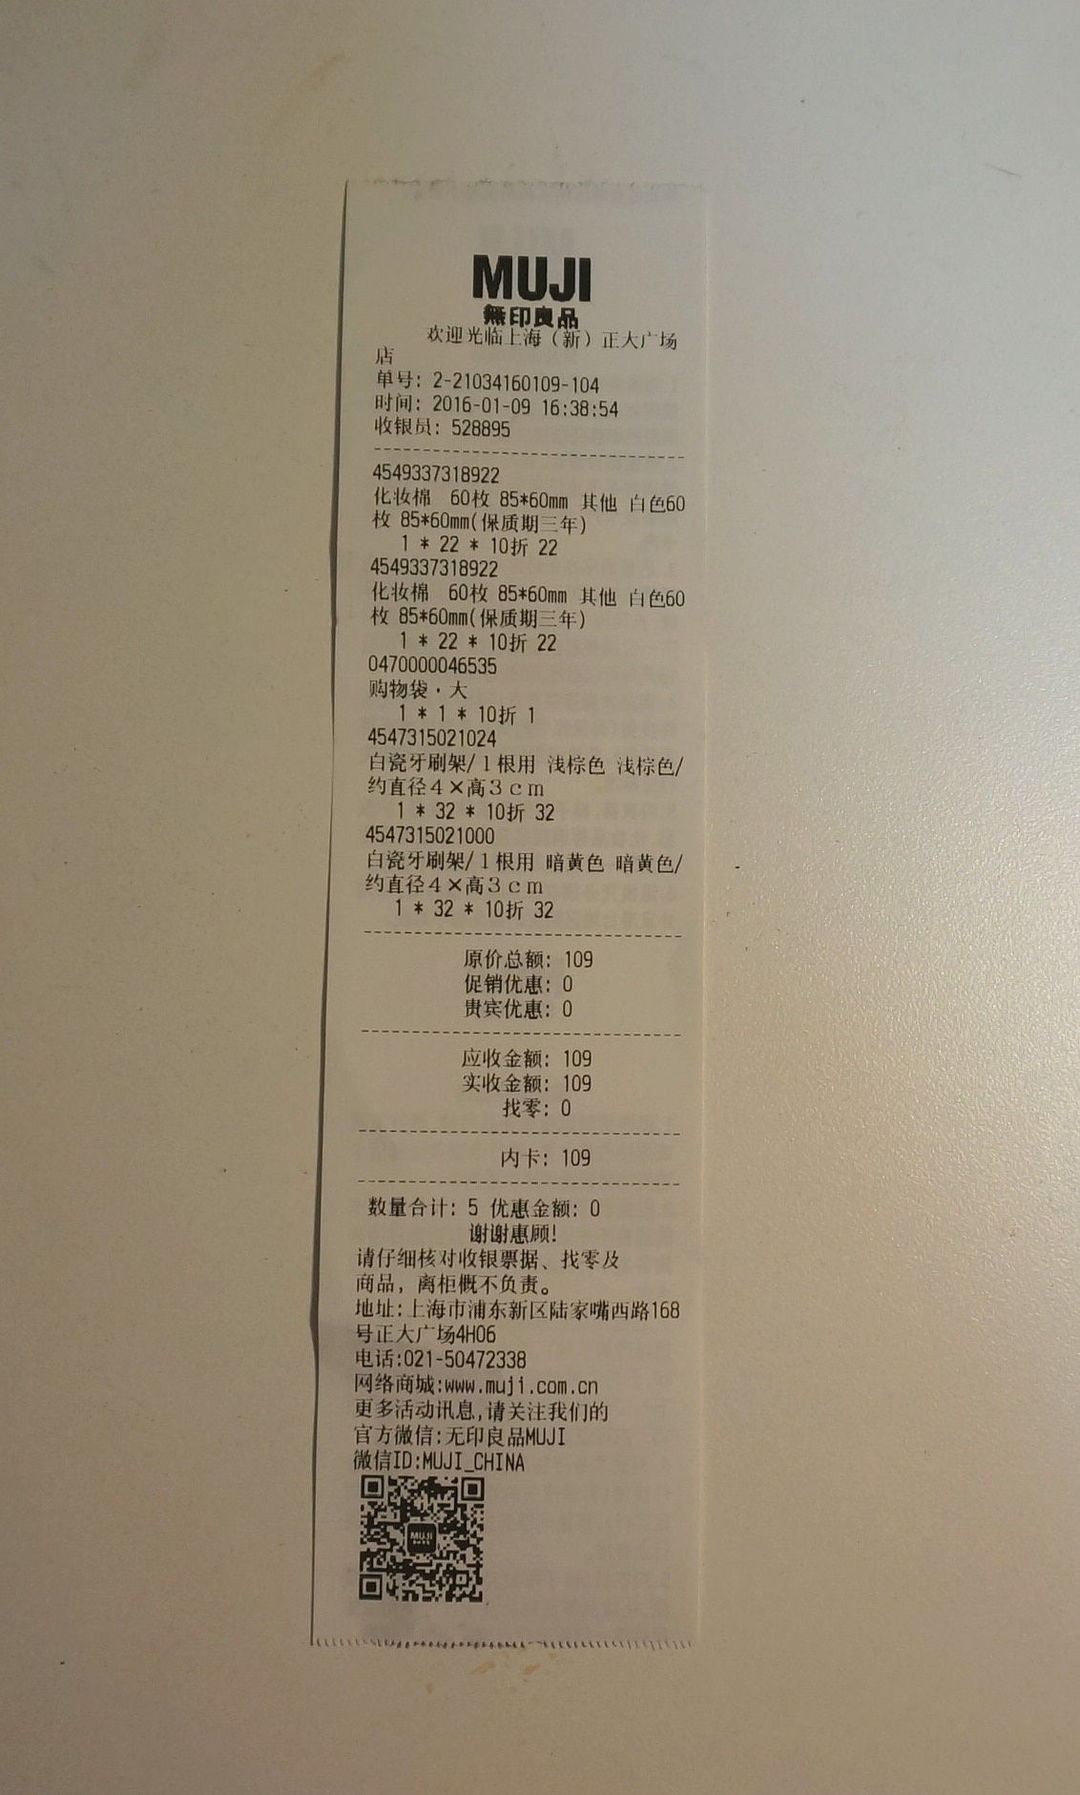 MUJI
無印良品
欢迎光临上海（新）正大广场
店
单号: 2-21034160109-104
时间: 2016-01-09 16:38:54
收银员: 528895
4549337318922
化妆棉 60枚 85*60mm 其他 白色60
枚 85*60mm(保质期三年)
1 * 22 * 10折 22
4549337318922
化妆棉 60枚 85*60mm 其他 白色60
枚 85*60mm(保质期三年)
1 * 22 * 10折 22
0470000046535
购物袋·大
1 * 1 * 10折 1
4547315021024
白瓷牙刷架/１根用 浅棕色 浅棕色/
约直径４×高３ｃｍ
1 * 32 * 10折 32
4547315021000
白瓷牙刷架/１根用 暗黄色 暗黄色/
约直径４×高３ｃｍ
1 * 32 * 10折 32
原价总额: 109
促销优惠: 0
贵宾优惠: 0
应收金额: 109
实收金额: 109
找零: 0
内卡: 109
数量合计: 5 优惠金额: 0
谢谢惠顾!
请仔细核对收银票据、找零及
商品，离柜概不负责。
地址:上海市浦东新区陆家嘴西路168
号正大广场4H06
电话:021-50472338
网络商城:www.muji.com.cn
更多活动讯息,请关注我们的
官方微信:无印良品MUJI
微信ID:MUJI_CHINA
MUJI